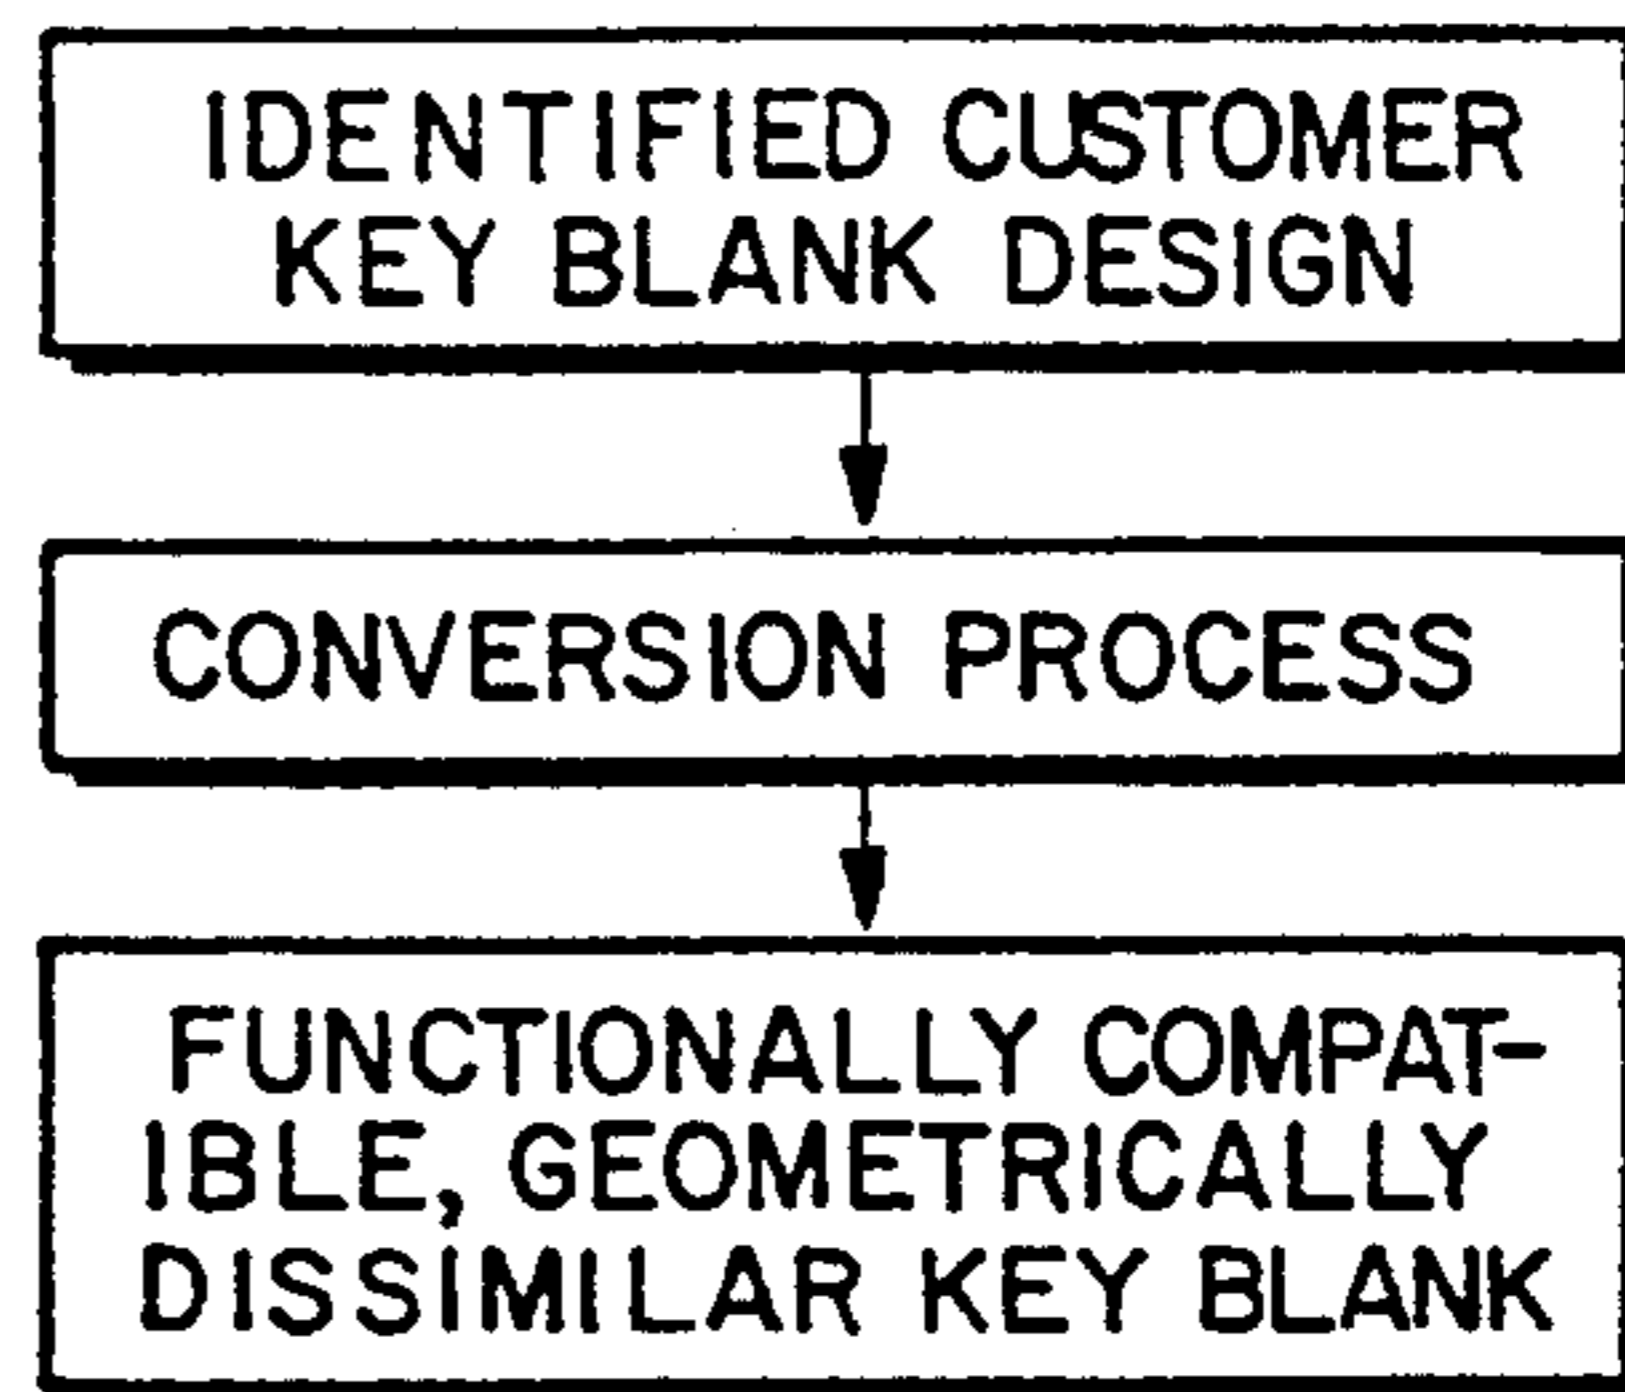 IDENTIFIED CUSTOMER
KEY BLANK DESIGN
CONVERSION PROCESS
FUNCTIONALLY COMPAT-
IBLE, GEOMETRICALLY
DISSIMILAR KEY BLANK